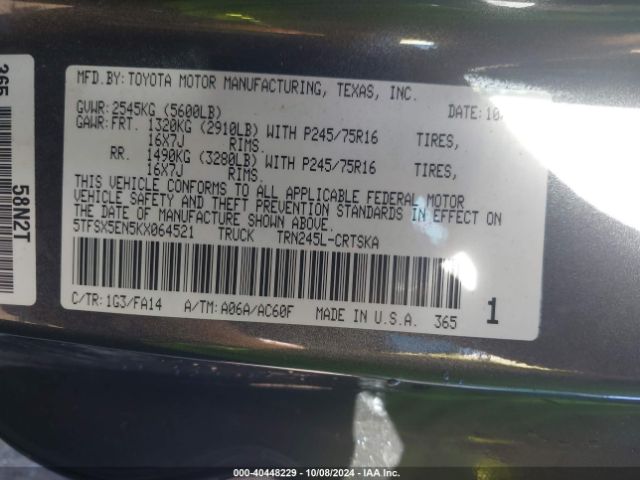 365
58N2T
MFD.BY:TOYOTA MOTOR MANUFACTURING, TEXAS, INC.
GVWR:2545KG (5600LB) DATE:10/
GAWR:FRT. 1320KG (2910LB) WITH P245/75R16 TIRES,
16X7J RIMS.
RR. 1490KG (3280LB) WITH P245/75R16 TIRES,
16X7J RIMS.
THIS VEHICLE CONFORMS TO ALL APPLICABLE FEDERAL MOTOR
VEHICLE SAFETY AND THEFT PREVENTION STANDARDS IN EFFECT ON
DATE OF MANUFACTURE SHOWN ABOVE.
5TFSX5EN5KX064521 TRUCK TRN245L-CRTSKA
C/TR:1G3/FA14 A/TM:A06A/AC60F MADE IN U.S.A. 365 1
© 40448229 - 10/08/2024 - IAA Inc.